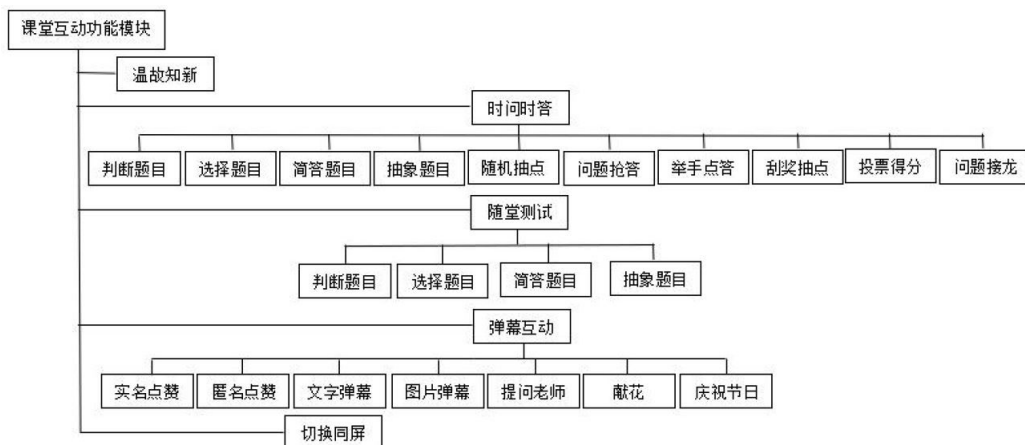 课堂互动功能模块
温故知新
时问时答
判断题目 选择题目 简答题目 抽象题目 随机抽点 问题抢答 举手点答 刮奖抽点 投票得分 问题接龙
随堂测试
判断题目 选择题目 简答题目 抽象题目
弹幕互动
实名点赞 匿名点赞 文字弹幕 图片弹幕 提问老师 献花 庆祝节日
切换同屏